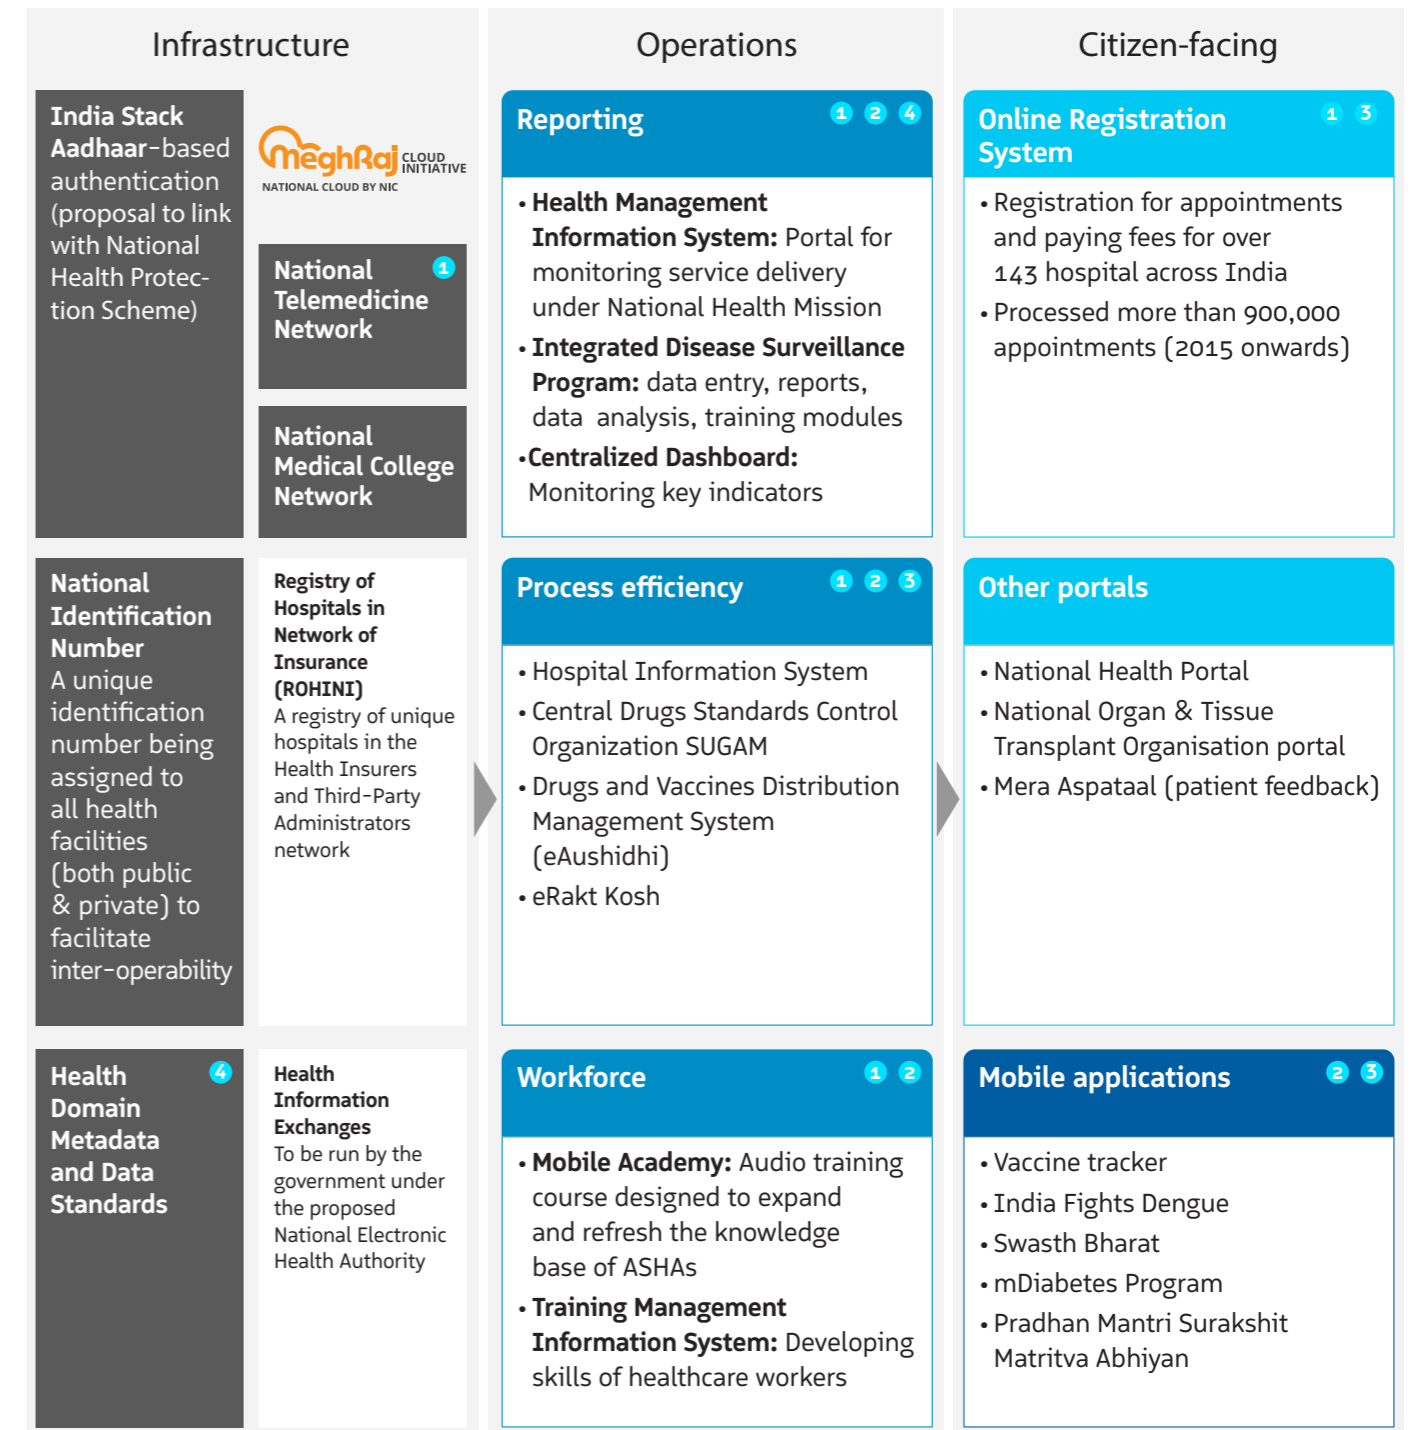 Infrastructure
India Stack
Aadhaar-based
authentication
(proposal to link
with National
Health Protec-
tion Scheme)
meghRaj CLOUD
INITIATIVE
NATIONAL CLOUD BY NIC
National 1
Telemedicine
Network
National
Medical College
Network
National
Identification
Number
A unique
identification
number being
assigned to
all health
facilities
(both public
& private) to
facilitate
inter-operability
Registry of
Hospitals in
Network of
Insurance
(ROHINI)
A registry of unique
hospitals in the
Health Insurers
and Third-Party
Administrators
network
Health 4
Domain
Metadata
and Data
Standards
Health
Information
Exchanges
To be run by the
government under
the proposed
National Electronic
Health Authority
Operations
Reporting 1 2 4
• Health Management
Information System: Portal for
monitoring service delivery
under National Health Mission
• Integrated Disease Surveillance
Program: data entry, reports,
data analysis, training modules
•Centralized Dashboard:
Monitoring key indicators
Process efficiency 1 2 3
• Hospital Information System
• Central Drugs Standards Control
Organization SUGAM
• Drugs and Vaccines Distribution
Management System
(eAushidhi)
• eRakt Kosh
Workforce 1 2
• Mobile Academy: Audio training
course designed to expand
and refresh the knowledge
base of ASHAs
• Training Management
Information System: Developing
skills of healthcare workers
Citizen-facing
Online Registration 1 3
System
• Registration for appointments
and paying fees for over
143 hospital across India
• Processed more than 900,000
appointments (2015 onwards)
Other portals
• National Health Portal
• National Organ & Tissue
Transplant Organisation portal
• Mera Aspataal (patient feedback)
Mobile applications 2 3
• Vaccine tracker
• India Fights Dengue
• Swasth Bharat
• mDiabetes Program
• Pradhan Mantri Surakshit
Matritva Abhiyan